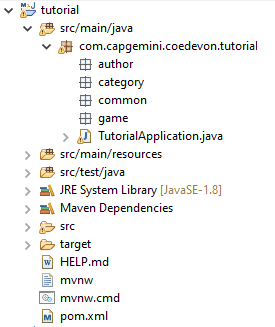 tutorial
src/main/java
com.capgemini.coedevon.tutorial
author
category
common
game
TutorialApplication.java
src/main/resources
src/test/java
JRE System Library [JavaSE-1.8]
Maven Dependencies
src
target
HELP.md
mvnw
mvnw.cmd
pom.xml